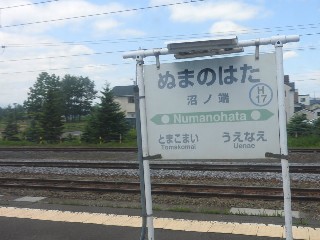 ぬまのはた
沼ノ端
H
17
Numanohata
とまこまい うえなえ
Tomakomai Uenae